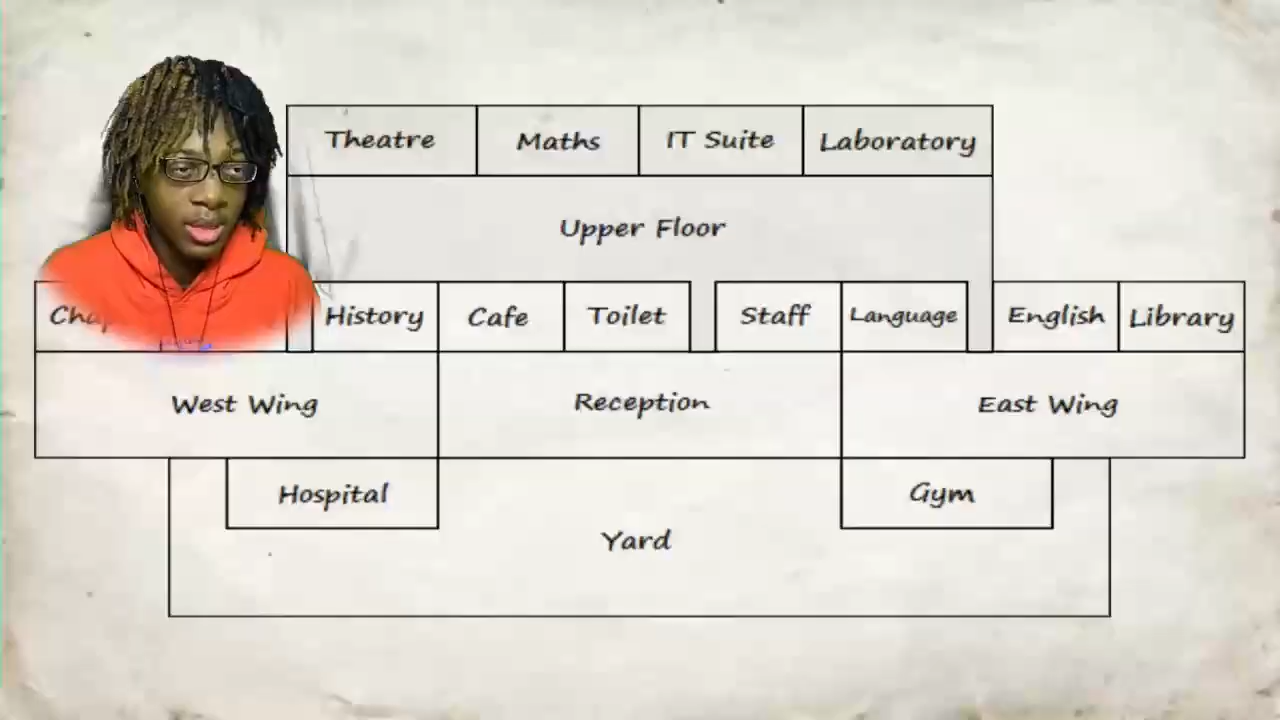 Theatre Maths IT Suite Laboratory
Upper Floor
History Cafe Toilet Staff Language English Library
West Wing Reception East Wing
Hospital Gym
Yard